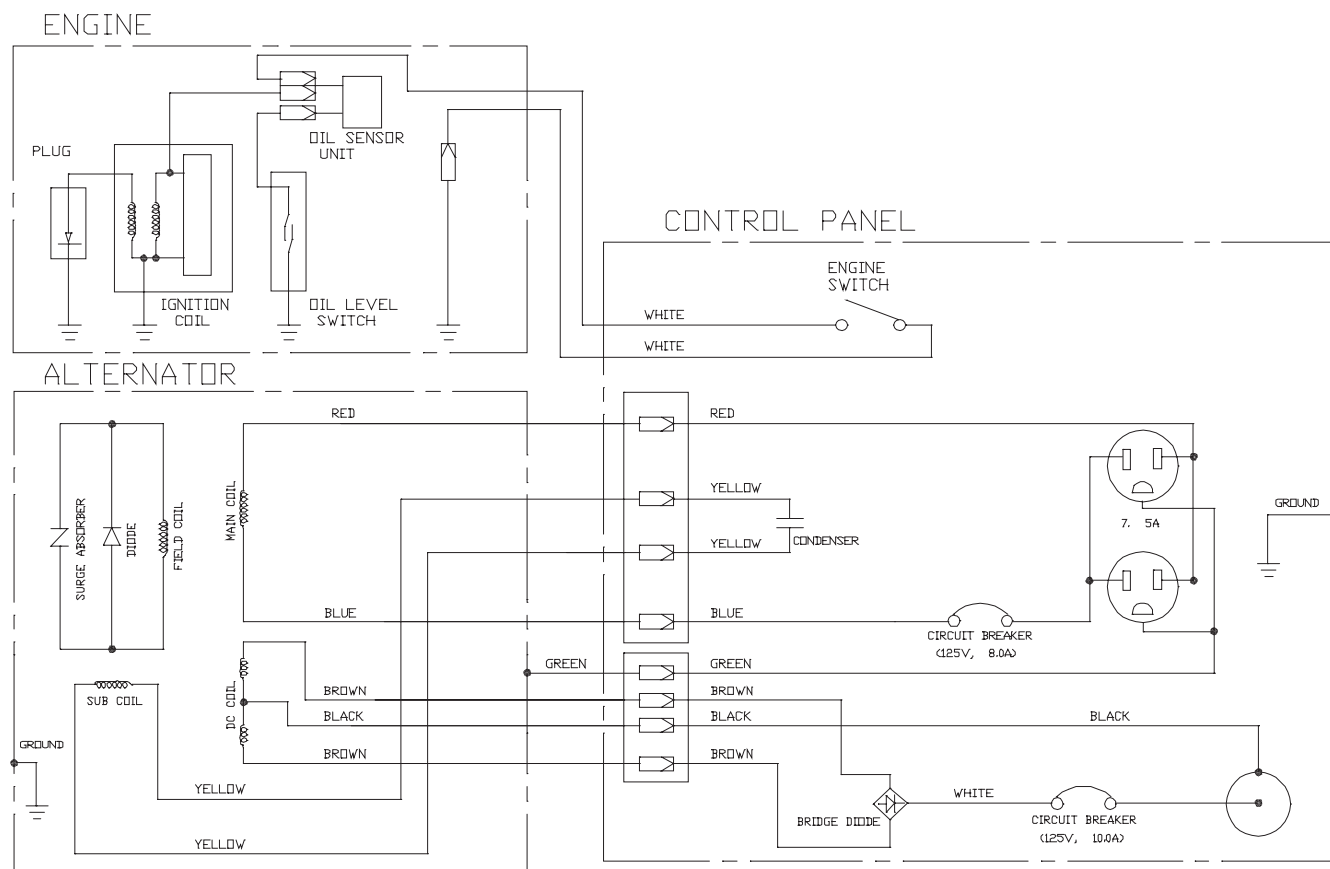 ENGINE
OIL SENSOR
UNIT
PLUG
IGNITION
COIL
OIL LEVEL
SWITCH
CONTROL PANEL
ENGINE
SWITCH
WHITE
WHITE
ALTERNATOR
RED
RED
SURGE ABSORBER
DIODE
FIELD COIL
MAIN COIL
YELLOW
YELLOW
CONDENSER
7. 5A
GROUND
BLUE
BLUE
CIRCUIT BREAKER
(125V, 8.0A)
GREEN
GREEN
SUB COIL
DC COIL
BROWN
BROWN
BLACK
BLACK
BLACK
BROWN
BROWN
GROUND
YELLOW
YELLOW
BRIDGE DIODE
WHITE
CIRCUIT BREAKER
(125V, 10.0A)